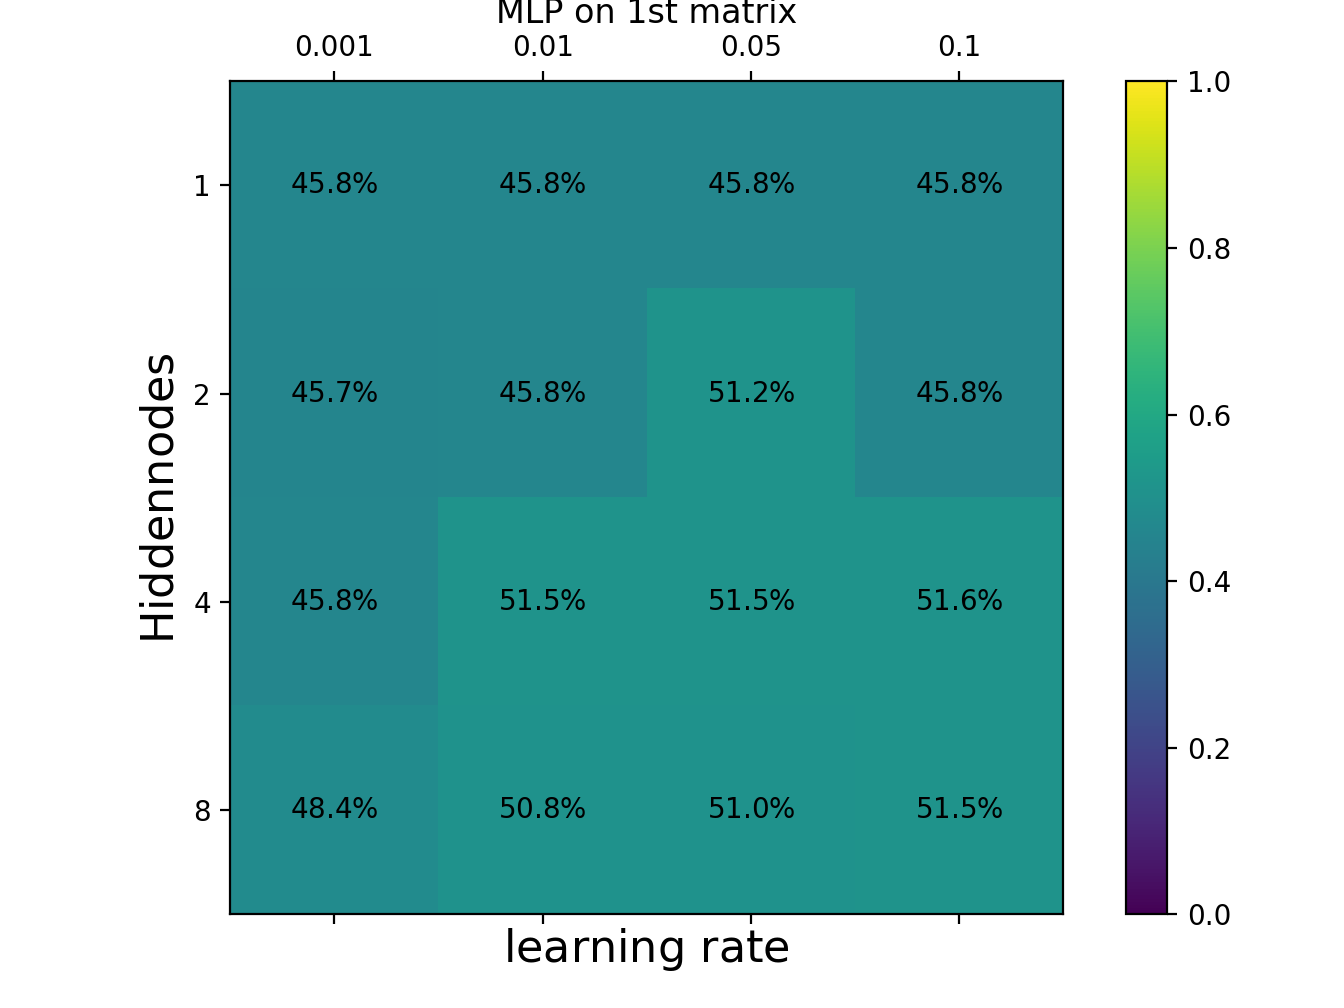 MLP on 1st matrix
0.001 0.01 0.05 0.1
1 45.8% 45.8% 45.8% 45.8%
2 45.7% 45.8% 51.2% 45.8%
4 45.8% 51.5% 51.5% 51.6%
8 48.4% 50.8% 51.0% 51.5%
Hiddennodes
learning rate
1.0
0.8
0.6
0.4
0.2
0.0